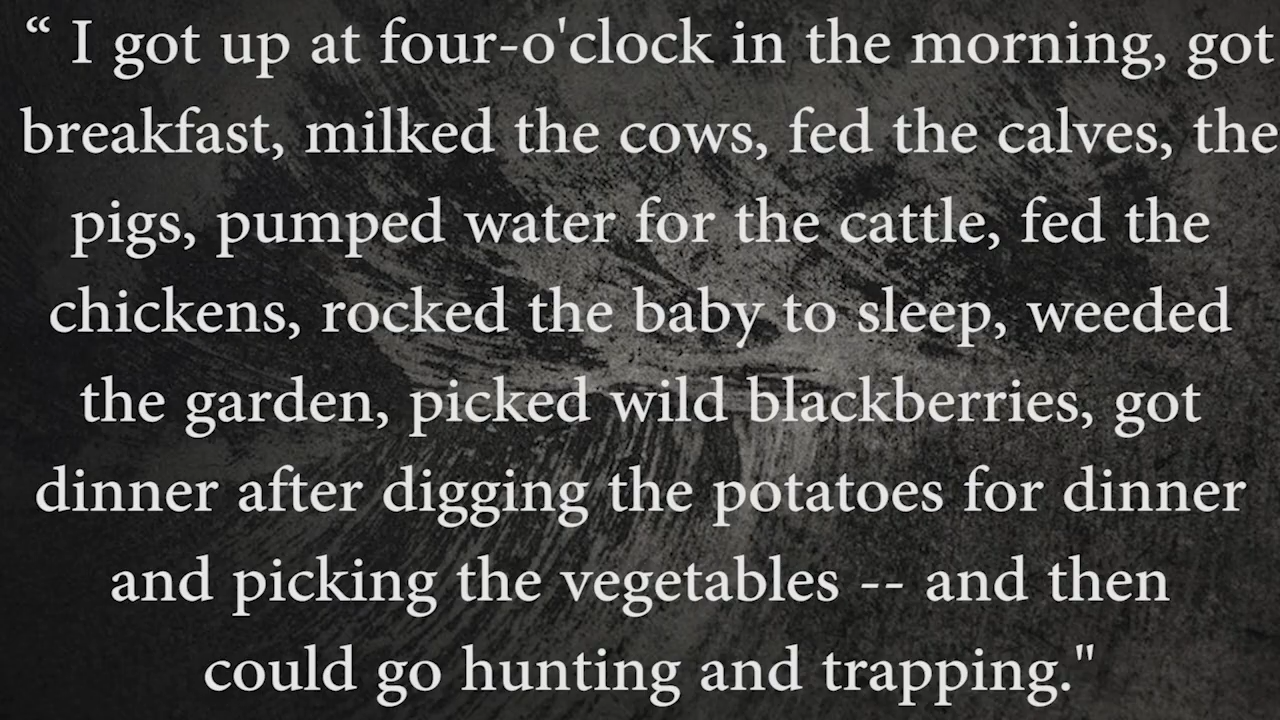 “ I got up at four-o'clock in the morning, got
breakfast, milked the cows, fed the calves, the
pigs, pumped water for the cattle, fed the
chickens, rocked the baby to sleep, weeded
the garden, picked wild blackberries, got
dinner after digging the potatoes for dinner
and picking the vegetables -- and then
could go hunting and trapping."